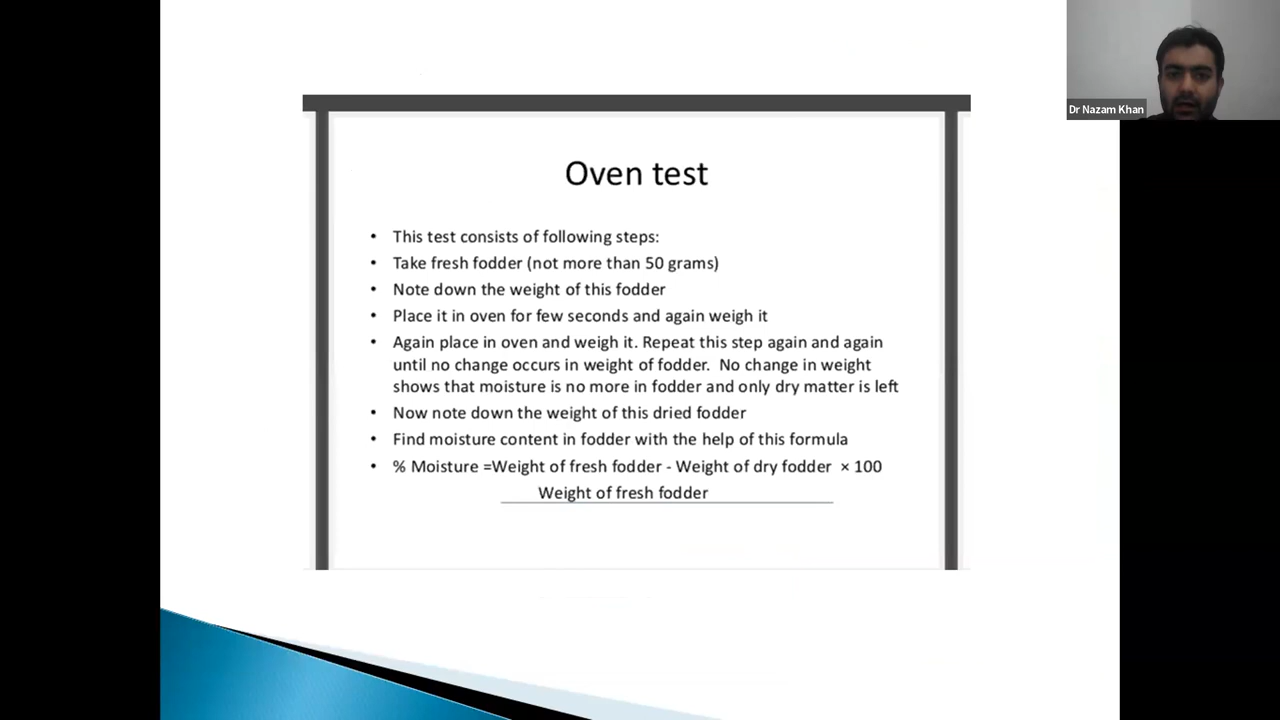 Dr Nazam Khan
Oven test
• This test consists of following steps:
• Take fresh fodder (not more than 50 grams)
• Note down the weight of this fodder
• Place it in oven for few seconds and again weigh it
• Again place in oven and weigh it. Repeat this step again and again
until no change occurs in weight of fodder.  No change in weight
shows that moisture is no more in fodder and only dry matter is left
• Now note down the weight of this dried fodder
• Find moisture content in fodder with the help of this formula
• % Moisture =Weight of fresh fodder - Weight of dry fodder × 100
Weight of fresh fodder